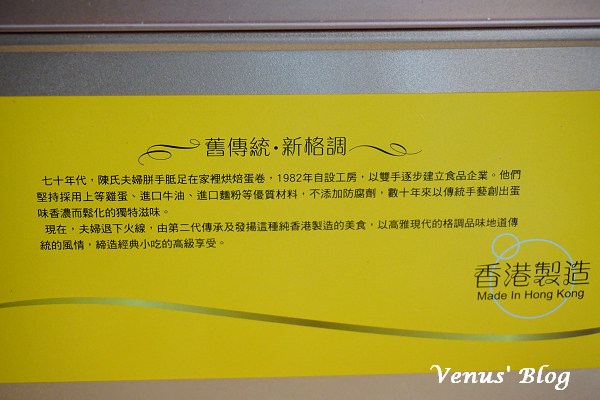 舊傳統·新格調
七十年代，陳氏夫婦胼手胝足在家裡烘焙蛋卷，1982年自設工房，以雙手逐步建立食品企業。他們
堅持採用上等雞蛋、進口牛油、進口麵粉等優質材料，不添加防腐劑，數十年來以傳統手藝創出蛋
味香濃而鬆化的獨特滋味。
現在，夫婦退下火線，由第二代傳承及發揚這種純香港製造的美食，以高雅現代的格調品味地道傳
統的風情，締造經典小吃的高級享受。
香港製造
Made In Hong Kong
Venus' Blog